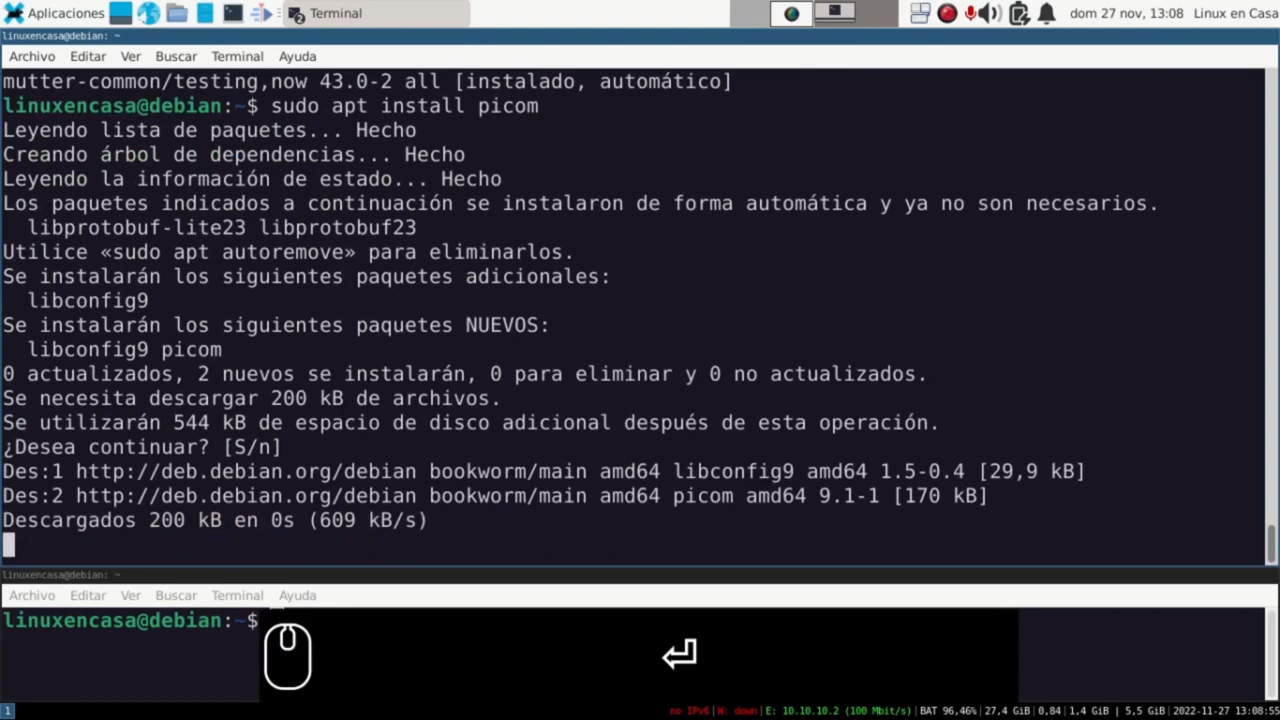 Aplicaciones Terminal dom 27 nov, 13:08 Linux en Casa
linuxencasa@debian: ~
Archivo Editar Ver Buscar Terminal Ayuda
mutter-common/testing,now 43.0-2 all [instalado, automático]
linuxencasa@debian:~$ sudo apt install picom
Leyendo lista de paquetes... Hecho
Creando árbol de dependencias... Hecho
Leyendo la información de estado... Hecho
Los paquetes indicados a continuación se instalaron de forma automática y ya no son necesarios.
libprotobuf-lite23 libprotobuf23
Utilice «sudo apt autoremove» para eliminarlos.
Se instalarán los siguientes paquetes adicionales:
libconfig9
Se instalarán los siguientes paquetes NUEVOS:
libconfig9 picom
0 actualizados, 2 nuevos se instalarán, 0 para eliminar y 0 no actualizados.
Se necesita descargar 200 kB de archivos.
Se utilizarán 544 kB de espacio de disco adicional después de esta operación.
¿Desea continuar? [S/n]
Des:1 http://deb.debian.org/debian bookworm/main amd64 libconfig9 amd64 1.5-0.4 [29,9 kB]
Des:2 http://deb.debian.org/debian bookworm/main amd64 picom amd64 9.1-1 [170 kB]
Descargados 200 kB en 0s (609 kB/s)
linuxencasa@debian: ~
Archivo Editar Ver Buscar Terminal Ayuda
linuxencasa@debian:~$
1 no IPv6|W: down|E: 10.10.10.2 (100 Mbit/s)|BAT 96,46%|27,4 GiB|0,84|1,4 GiB | 5,5 GiB|2022-11-27 13:08:55